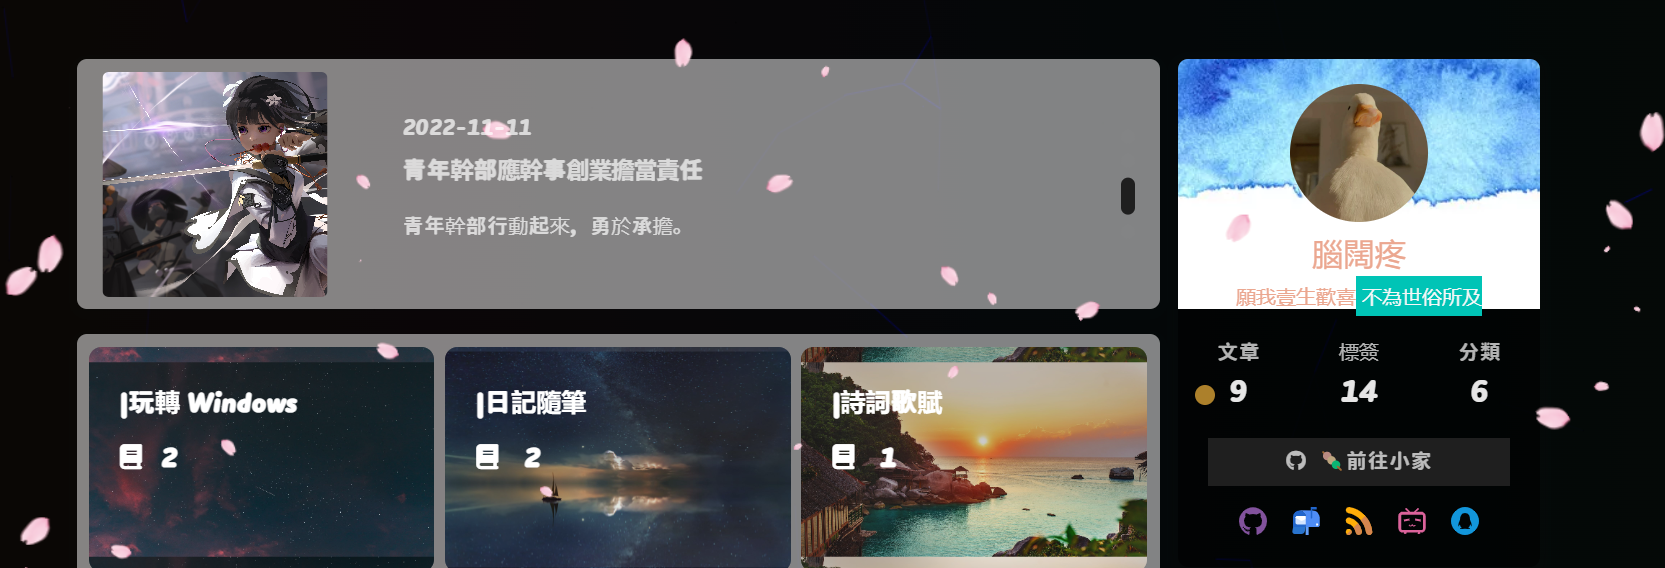 2022-11-11
青年幹部應幹事創業擔當責任
青年幹部行動起來，勇於承擔。
玩轉 Windows
2
日記隨筆
2
詩詞歌賦
1
腦闊疼
願我壹生歡喜 不為世俗所及
文章 標簽 分類
9 14 6
前往小家